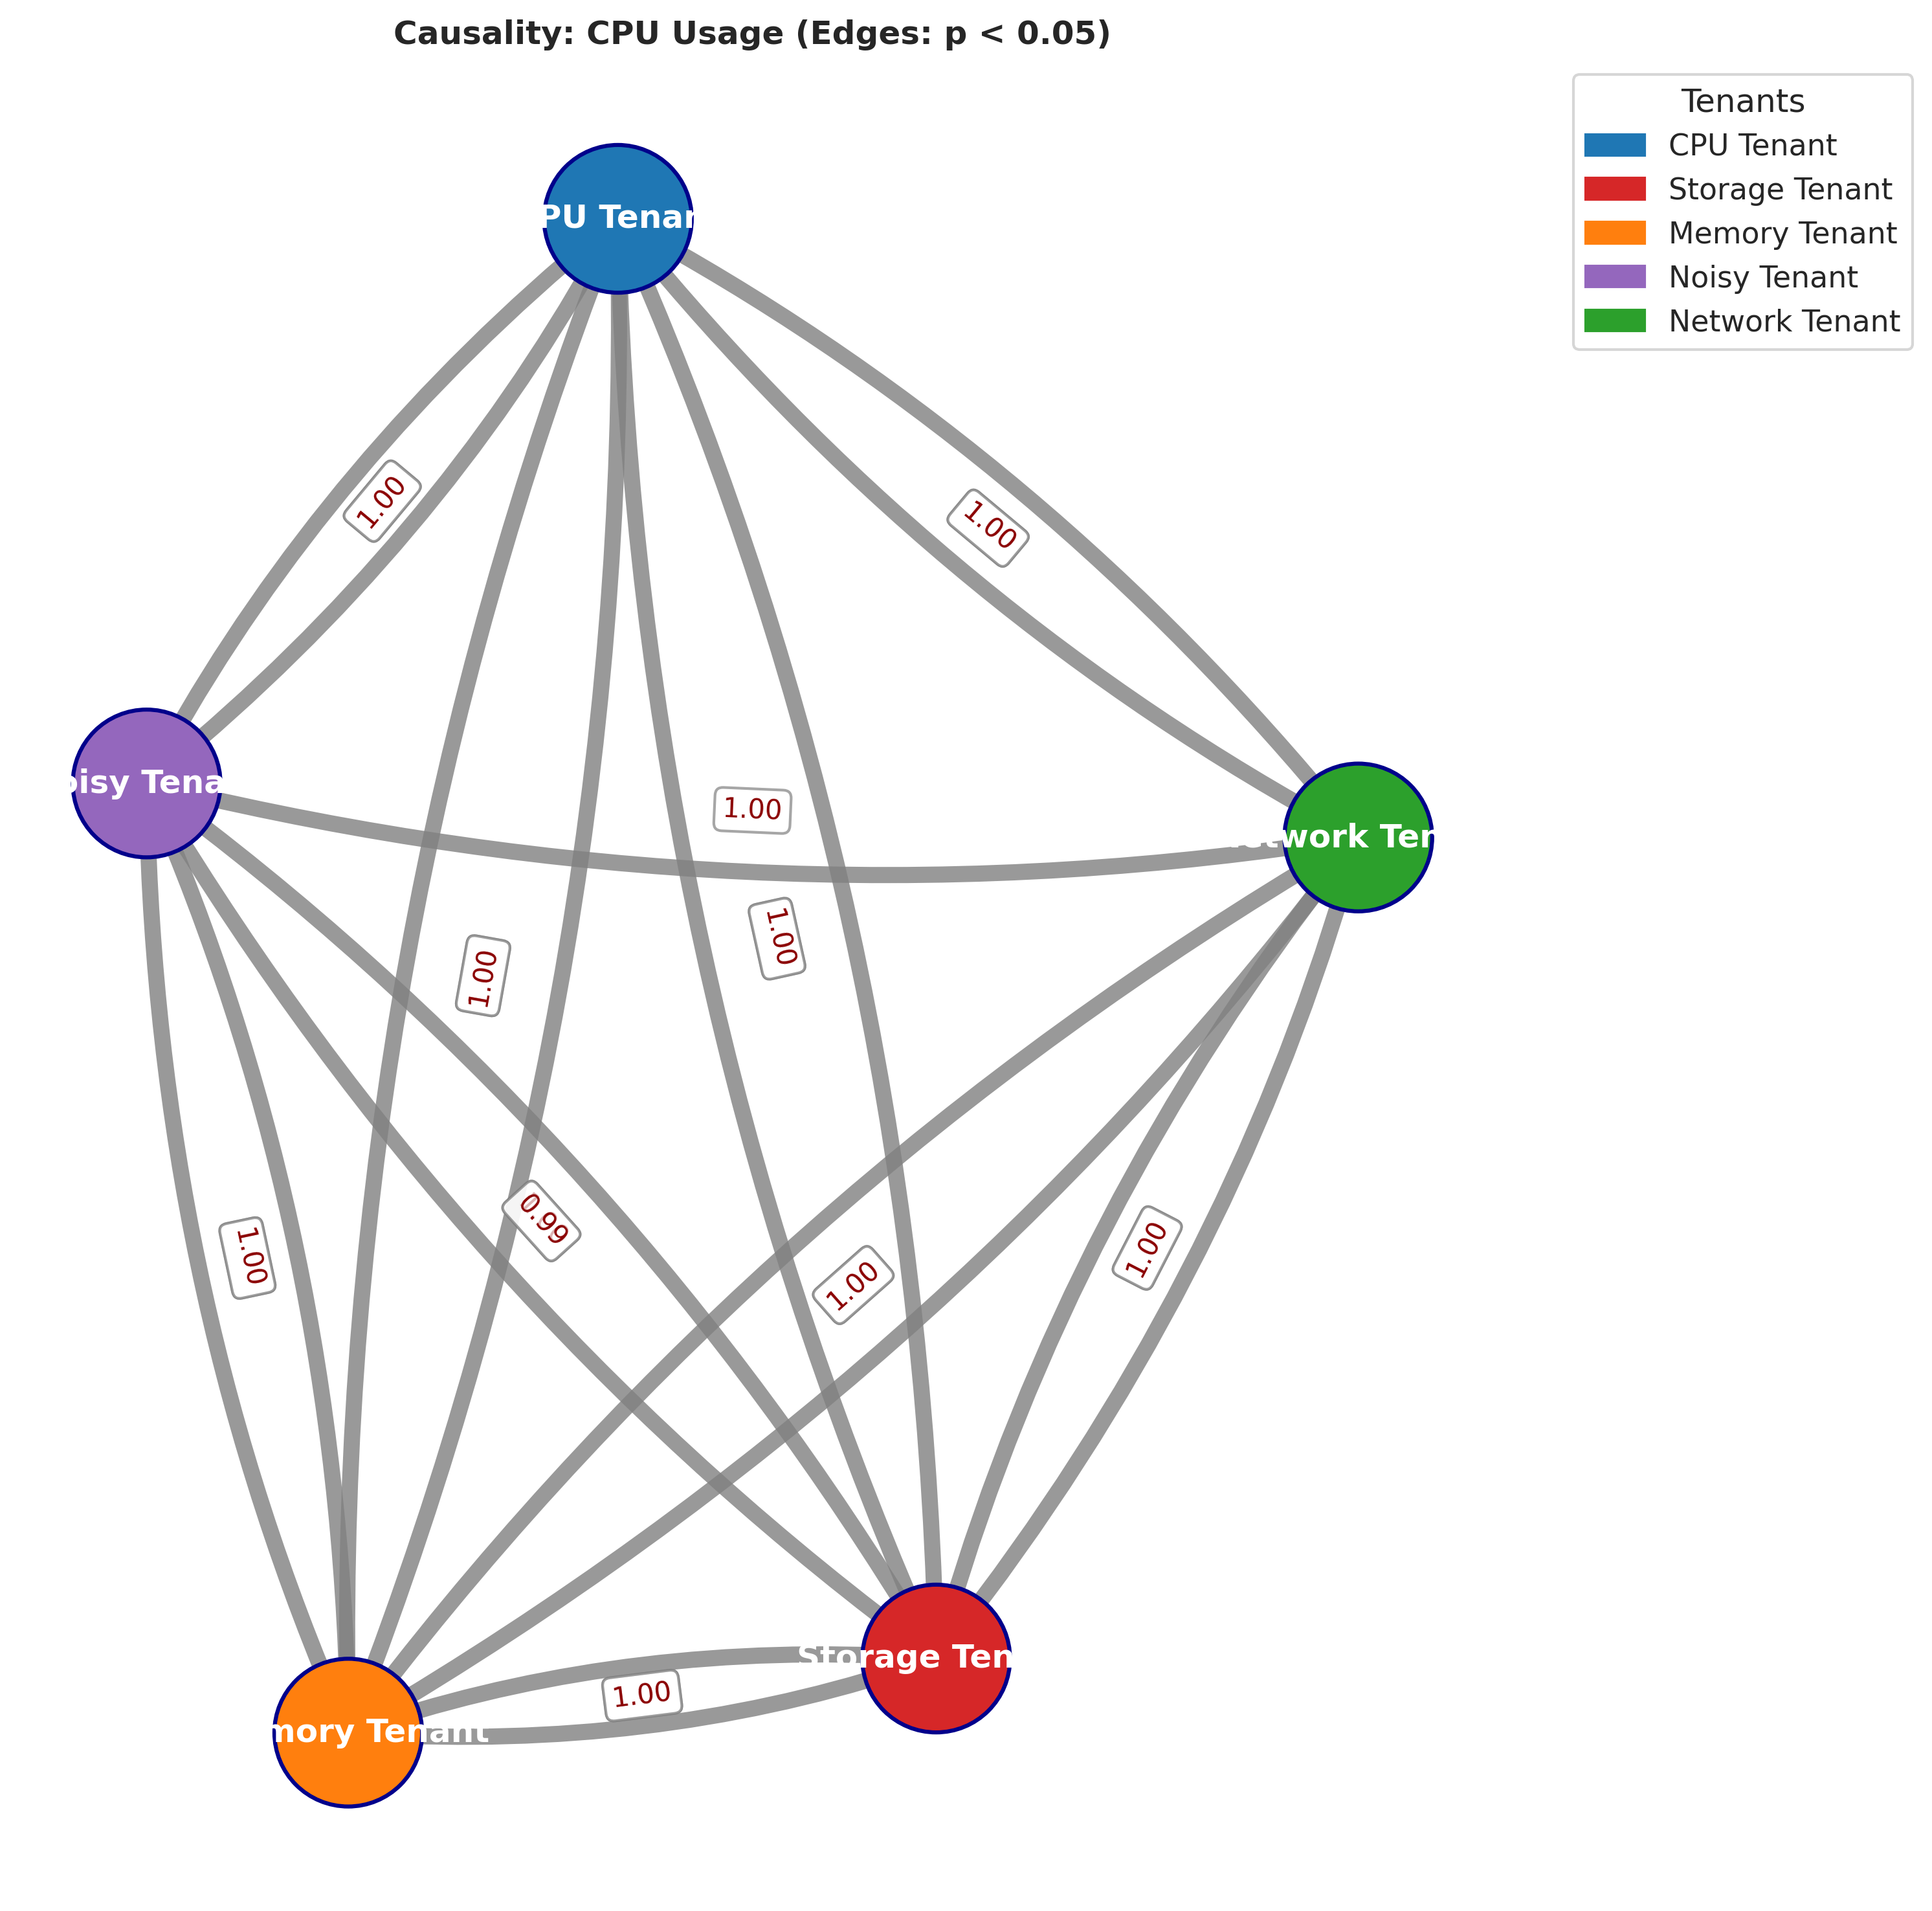 Causality: CPU Usage (Edges: p < 0.05)
Tenants
CPU Tenant
Storage Tenant
Memory Tenant
Noisy Tenant
Network Tenant
PU Tenan
1.00
1.00
oisy Tena
1.00
work Ten
1.00
1.00
1.00
0.99
1.00
1.00
Storage Ten
1.00
mory Tenant